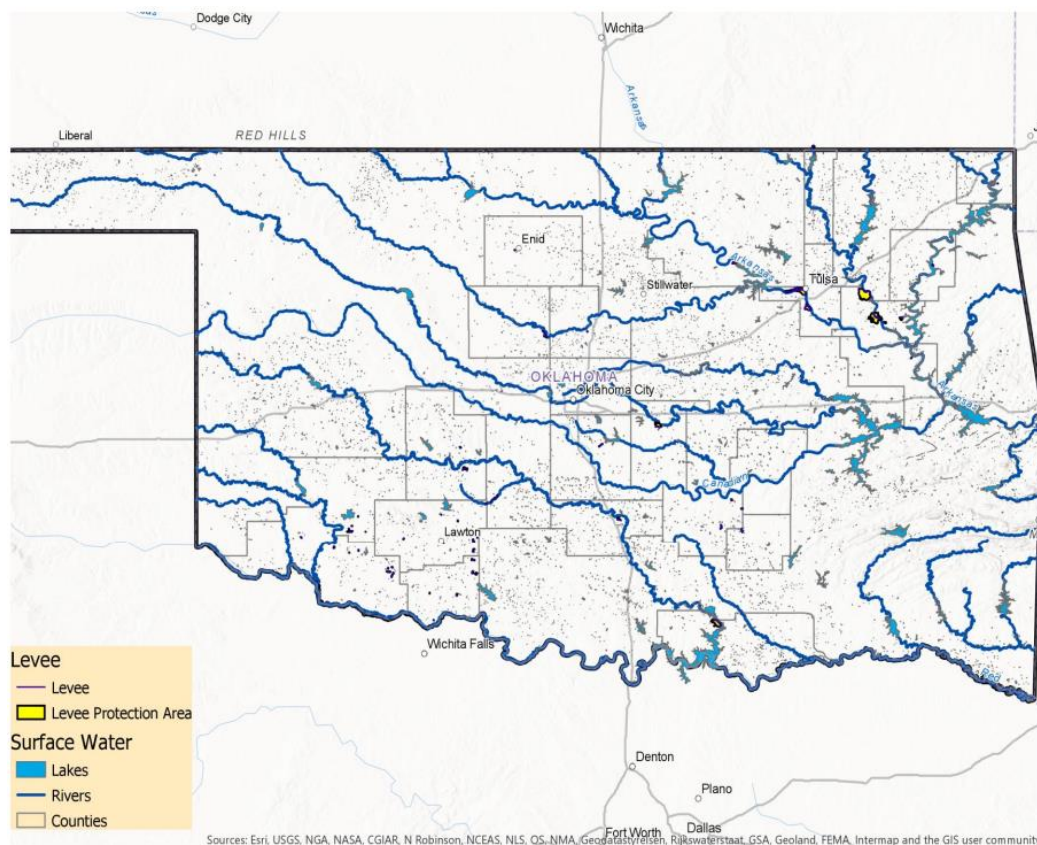 Dodge City
Wichita
Arkansas
Liberal
RED HILLS
Enid
Stillwater
Arkansas
Tulsa
OKLAHOMA
Oklahoma City
Arkansas
Canadian
Lawton
Wichita Falls
Red
Levee
Levee
Levee Protection Area
Surface Water
Lakes
Rivers
Counties
Denton
Plano
Fort Worth
Dallas
Sources: Esri, USGS, NGA, NASA, CGIAR, N Robinson, NCEAS, NLS, OS, NMA, Geodatastyrelsen, Rijkswaterstaat, GSA, Geoland, FEMA, Intermap and the GIS user community